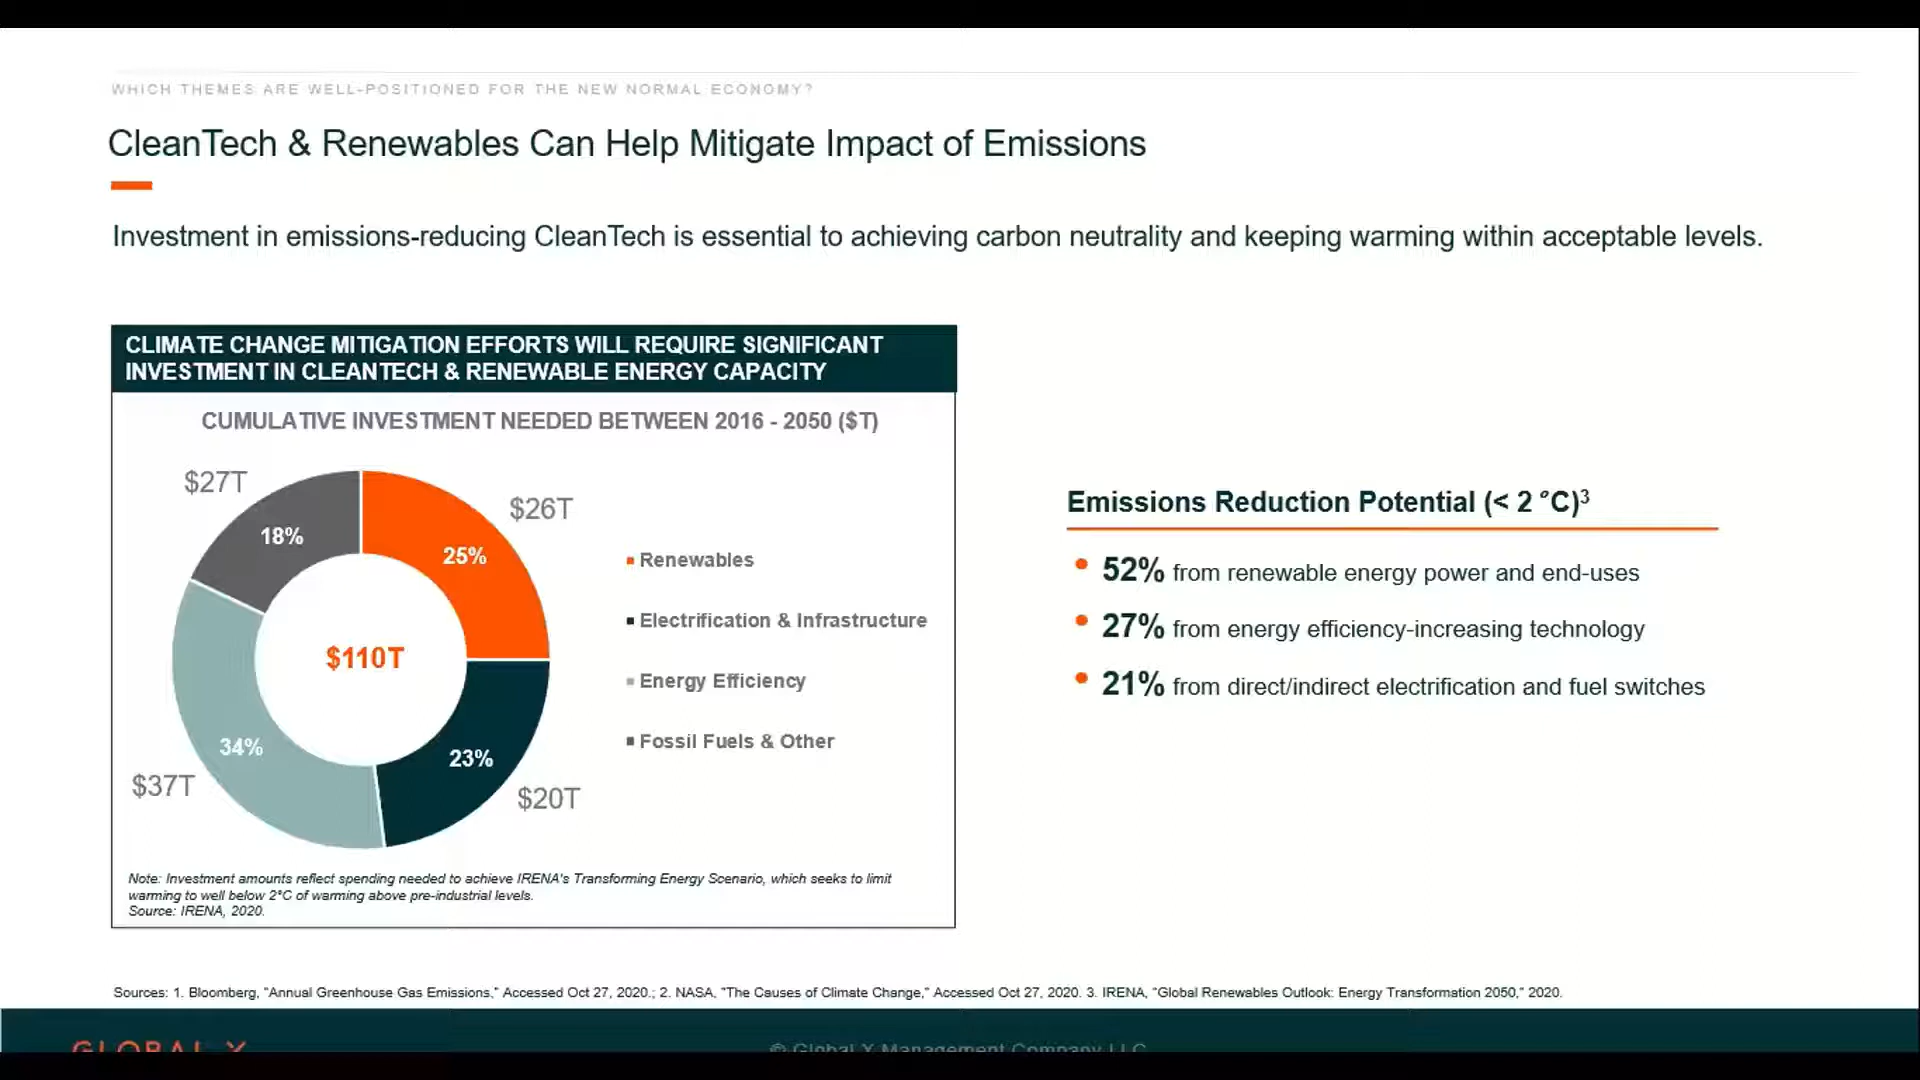 WHICH THEMES ARE WELL-POSITIONED FOR THE NEW NORMAL ECONOMY?
CleanTech & Renewables Can Help Mitigate Impact of Emissions
Investment in emissions-reducing CleanTech is essential to achieving carbon neutrality and keeping warming within acceptable levels.
CLIMATE CHANGE MITIGATION EFFORTS WILL REQUIRE SIGNIFICANT
INVESTMENT IN CLEANTECH & RENEWABLE ENERGY CAPACITY
CUMULATIVE INVESTMENT NEEDED BETWEEN 2016 - 2050 ($T)
$27T
$26T
18%
25%
$110T
34%
23%
$37T
$20T
Renewables
Electrification & Infrastructure
Energy Efficiency
Fossil Fuels & Other
Note: Investment amounts reflect spending needed to achieve IRENA's Transforming Energy Scenario, which seeks to limit
warming to well below 2°C of warming above pre-industrial levels.
Source: IRENA, 2020.
Emissions Reduction Potential (< 2 °C)³
• 52% from renewable energy power and end-uses
• 27% from energy efficiency-increasing technology
• 21% from direct/indirect electrification and fuel switches
Sources: 1. Bloomberg, "Annual Greenhouse Gas Emissions," Accessed Oct 27, 2020.; 2. NASA, "The Causes of Climate Change," Accessed Oct 27, 2020. 3. IRENA, "Global Renewables Outlook: Energy Transformation 2050," 2020.
GLOBAL X
© Global X Management Company LLC